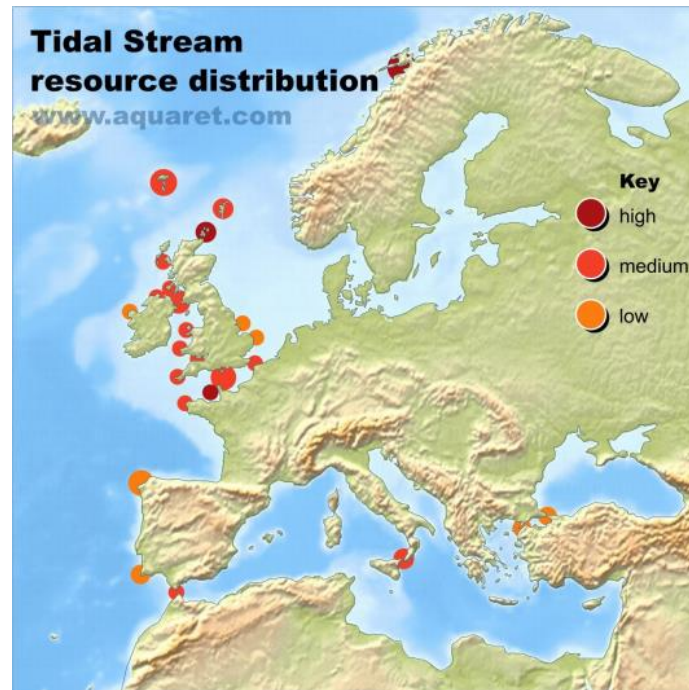 Tidal Stream
resource distribution
www.aquaret.com
Key
high
medium
low